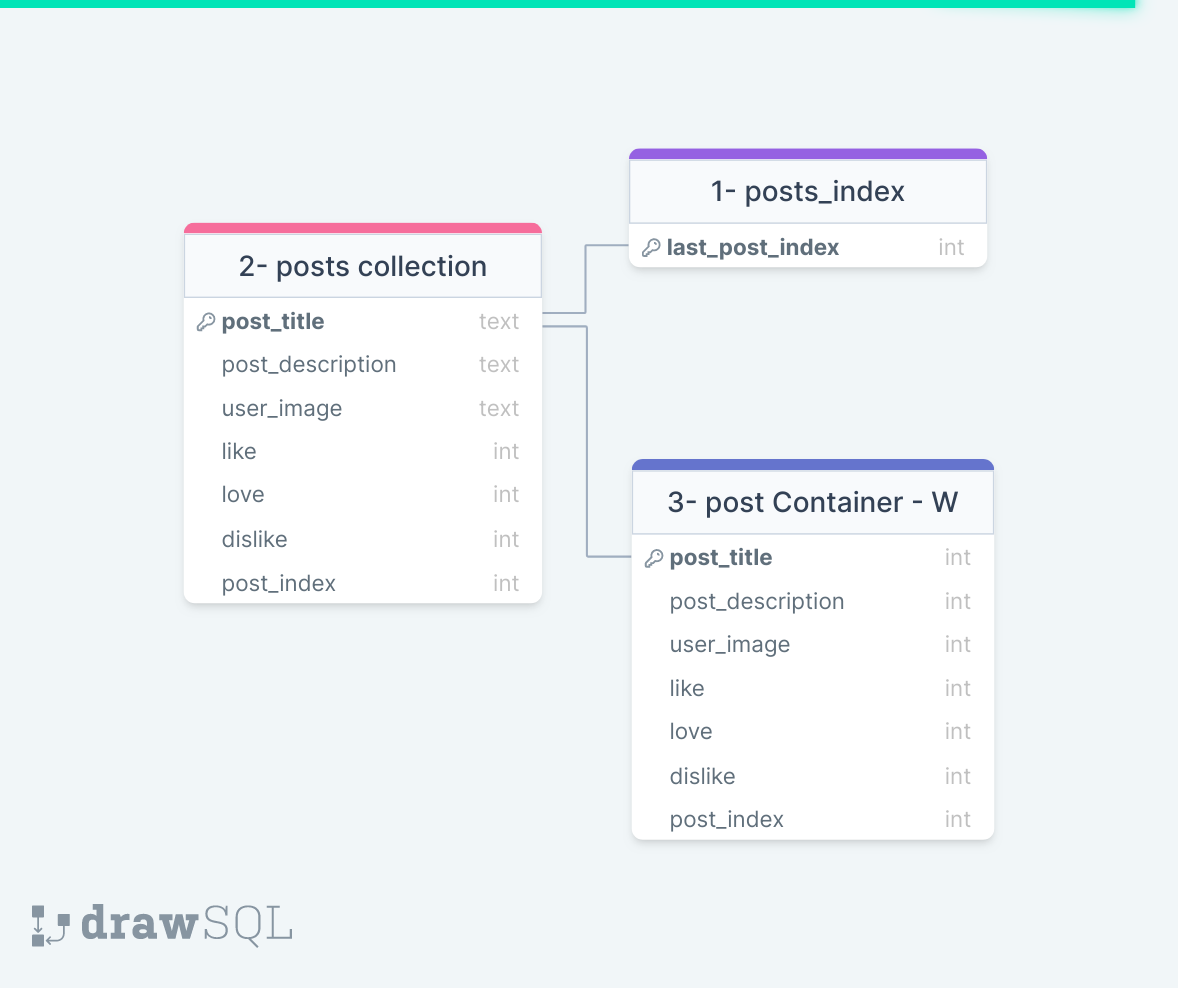 1- posts_index
last_post_index int
2- posts collection
post_title text
post_description text
user_image text
like int
love int
dislike int
post_index int
3- post Container - W
post_title int
post_description int
user_image int
like int
love int
dislike int
post_index int
drawSQL